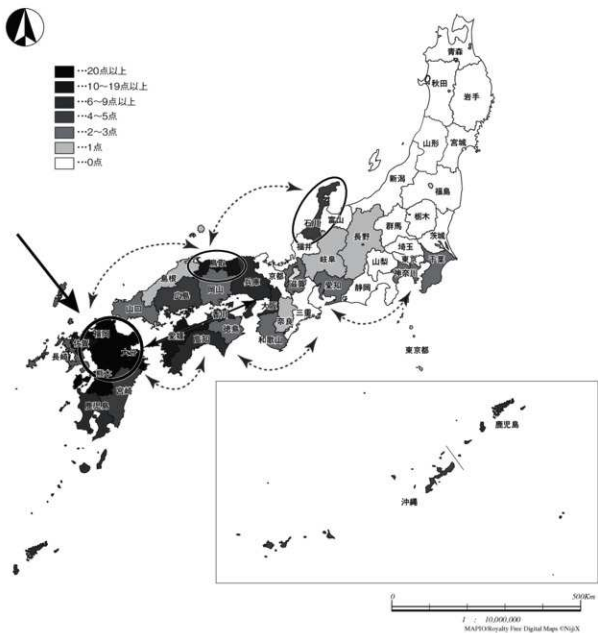 …20点以上
…10～19点以上
…6～9点以上
…4～5点
…2～3点
…1点
…0点
青森
秋田
岩手
山形
宮城
新潟
福島
石川
富山
群馬
栃木
茨城
福井
長野
埼玉
岐阜
山梨
東京
千葉
神奈川
鳥取
島根
京都
滋賀
愛知
静岡
兵庫
岡山
広島
山口
大阪
三重
奈良
香川
徳島
和歌山
愛媛
高知
東京都
福岡
佐賀
大分
長崎
熊本
宮崎
鹿児島
鹿児島
沖縄
0
500Km
1 : 10,000,000
MAPIO/Royalty Free Digital Maps ©NijiX